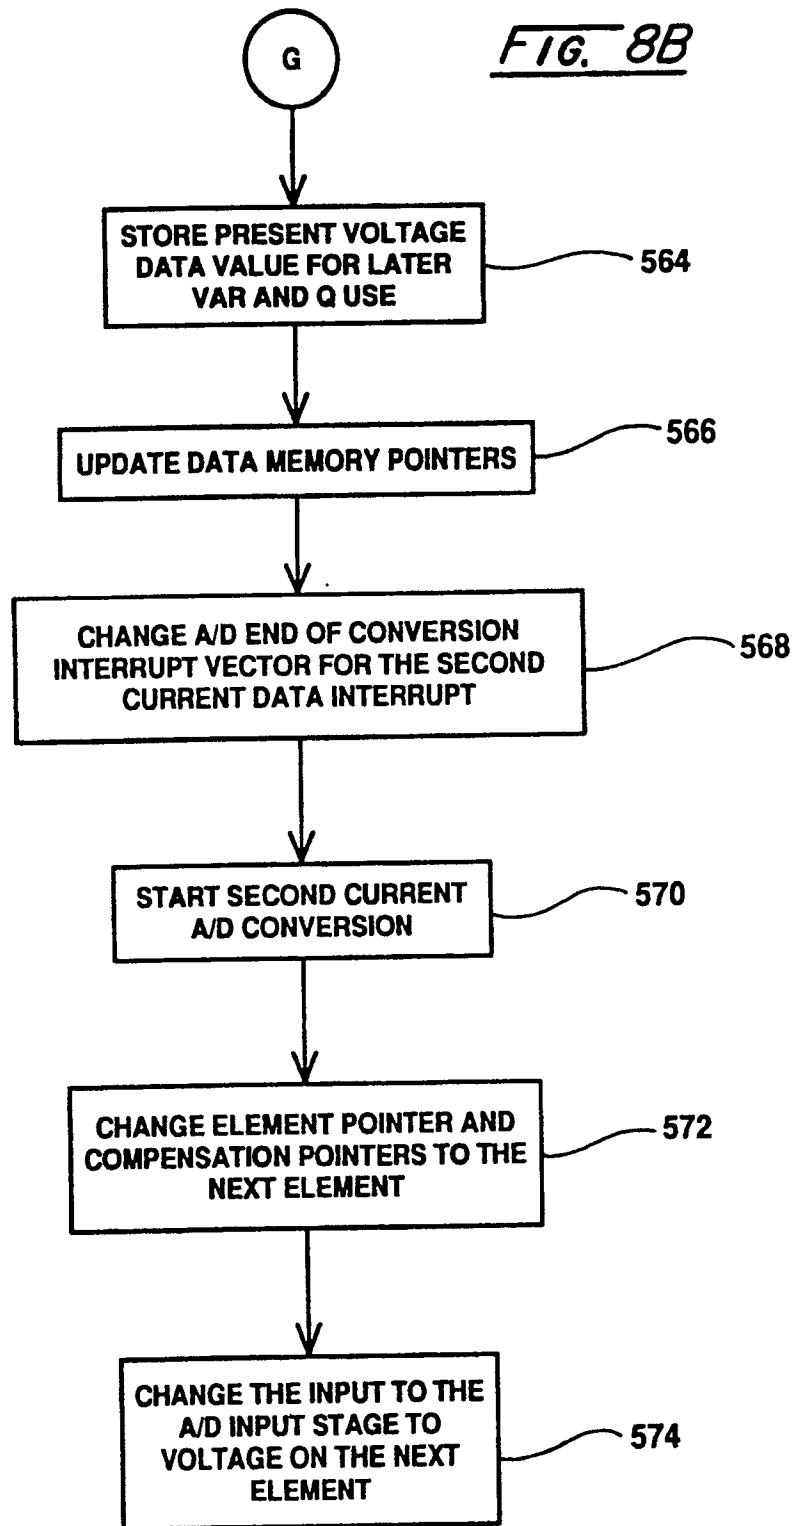 G
FIG. 8B
STORE PRESENT VOLTAGE
DATA VALUE FOR LATER
VAR AND Q USE
564
UPDATE DATA MEMORY POINTERS
566
CHANGE A/D END OF CONVERSION
INTERRUPT VECTOR FOR THE SECOND
CURRENT DATA INTERRUPT
568
START SECOND CURRENT
A/D CONVERSION
570
CHANGE ELEMENT POINTER AND
COMPENSATION POINTERS TO THE
NEXT ELEMENT
572
CHANGE THE INPUT TO THE
A/D INPUT STAGE TO
VOLTAGE ON THE NEXT
ELEMENT
574